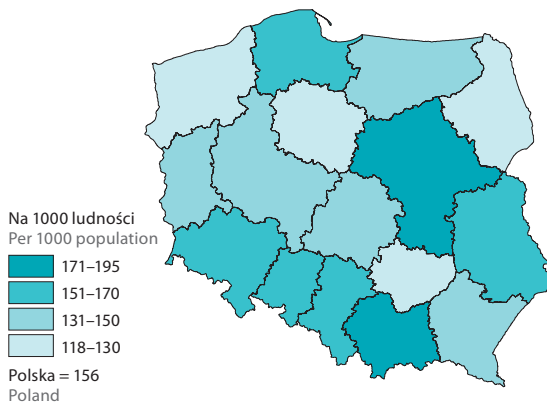 Na 1000 ludności
Per 1000 population
171–195
151–170
131–150
118–130
Polska = 156
Poland